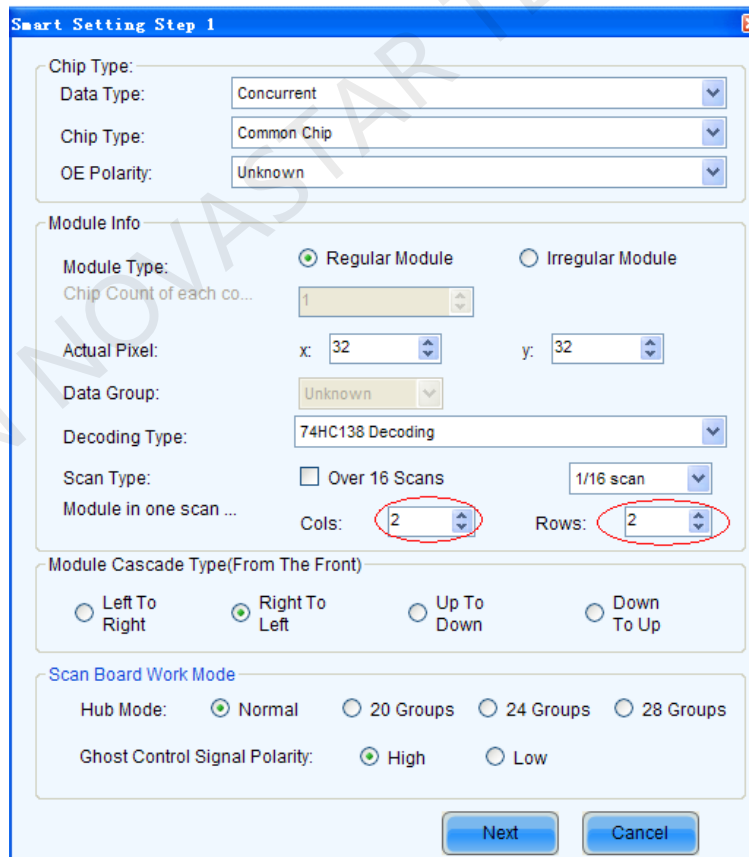 Smart Setting Step 1
Chip Type:
Data Type: Concurrent
Chip Type: Common Chip
OE Polarity: Unknown
Module Info
Module Type: Regular Module Irregular Module
Chip Count of each co... 1
Actual Pixel: x: 32 y: 32
Data Group: Unknown
Decoding Type: 74HC138 Decoding
Scan Type: Over 16 Scans 1/16 scan
Module in one scan ... Cols: 2 Rows: 2
Module Cascade Type(From The Front)
Left To Right Right To Left Up To Down Down To Up
Scan Board Work Mode
Hub Mode: Normal 20 Groups 24 Groups 28 Groups
Ghost Control Signal Polarity: High Low
Next Cancel
N NOVASTAR